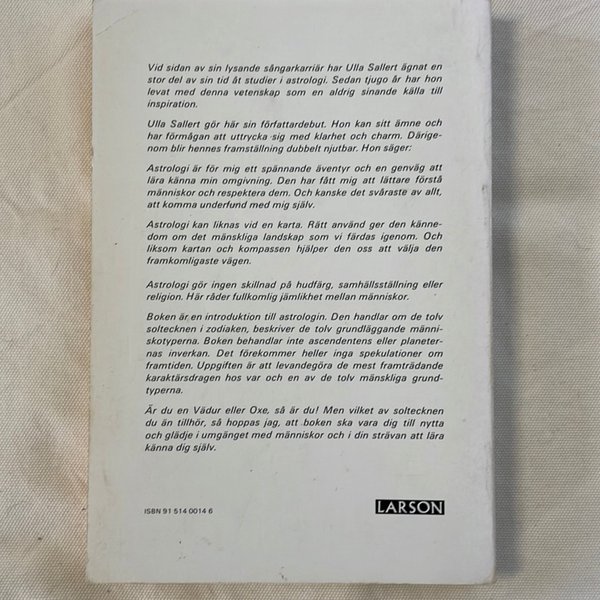 Vid sidan av sin lysande sångarkarriär har Ulla Sallert ägnat en
stor del av sin tid åt studier i astrologi. Sedan tjugo år har hon
levat med denna vetenskap som en aldrig sinande källa till
inspiration.
Ulla Sallert gör här sin författardebut. Hon kan sitt ämne och
har förmågan att uttrycka sig med klarhet och charm. Därige-
nom blir hennes framställning dubbelt njutbar. Hon säger:
Astrologi är för mig ett spännande äventyr och en genväg att
lära känna min omgivning. Den har fått mig att lättare förstå
människor och respektera dem. Och kanske det svåraste av allt,
att komma underfund med mig själv.
Astrologi kan liknas vid en karta. Rätt använd ger den känne-
dom om det mänskliga landskap som vi färdas igenom. Och
liksom kartan och kompassen hjälper den oss att välja den
framkomligaste vägen.
Astrologi gör ingen skillnad på hudfärg, samhällsställning eller
religion. Här råder fullkomlig jämlikhet mellan människor.
Boken är en introduktion till astrologin. Den handlar om de tolv
soltecknen i zodiaken, beskriver de tolv grundläggande männi-
skotyperna. Boken behandlar inte ascendentens eller planeter-
nas inverkan. Det förekommer heller inga spekulationer om
framtiden. Uppgiften är att levandegöra de mest framträdande
karaktärsdragen hos var och en av de tolv mänskliga grund-
typerna.
Är du en Vädur eller Oxe, så är du! Men vilket av soltecknen
du än tillhör, så hoppas jag, att boken ska vara dig till nytta
och glädje i umgänget med människor och i din strävan att lära
känna dig själv.
ISBN 91 514 0014 6
LARSON